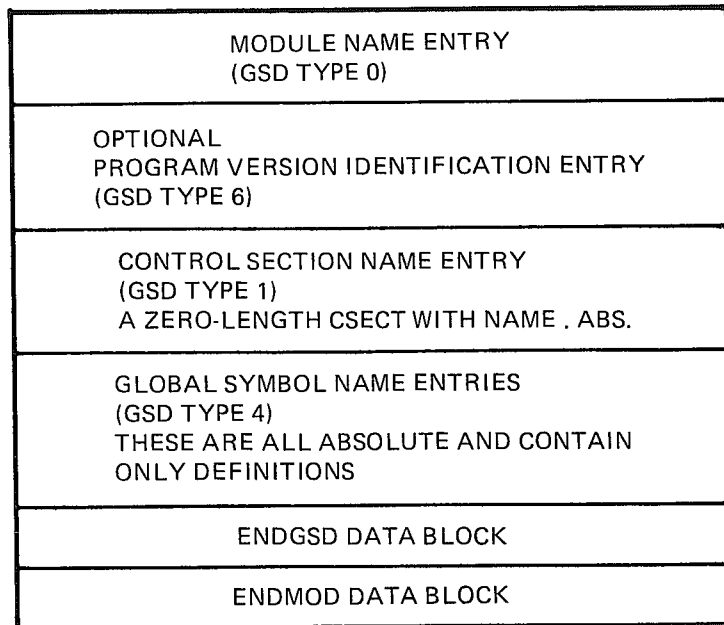 MODULE NAME ENTRY
(GSD TYPE 0)
OPTIONAL
PROGRAM VERSION IDENTIFICATION ENTRY
(GSD TYPE 6)
CONTROL SECTION NAME ENTRY
(GSD TYPE 1)
A ZERO-LENGTH CSECT WITH NAME . ABS.
GLOBAL SYMBOL NAME ENTRIES
(GSD TYPE 4)
THESE ARE ALL ABSOLUTE AND CONTAIN
ONLY DEFINITIONS
ENDGSD DATA BLOCK
ENDMOD DATA BLOCK